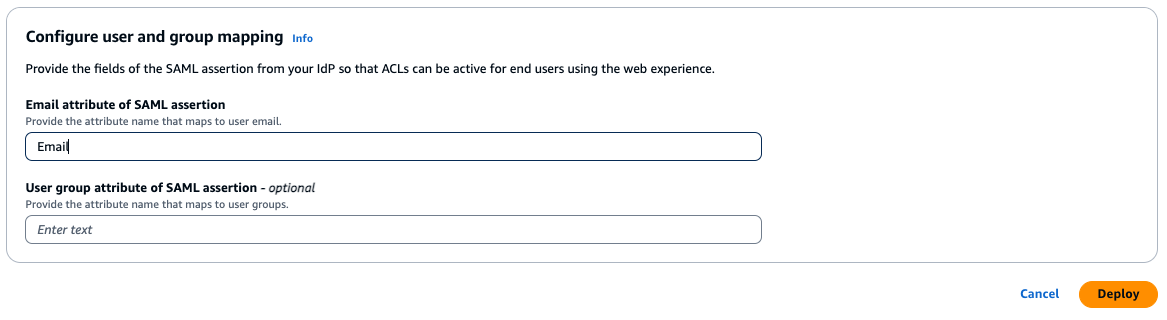 Configure user and group mapping Info
Provide the fields of the SAML assertion from your IdP so that ACLs can be active for end users using the web experience.
Email attribute of SAML assertion
Provide the attribute name that maps to user email.
Email
User group attribute of SAML assertion - optional
Provide the attribute name that maps to user groups.
Enter text
Cancel Deploy